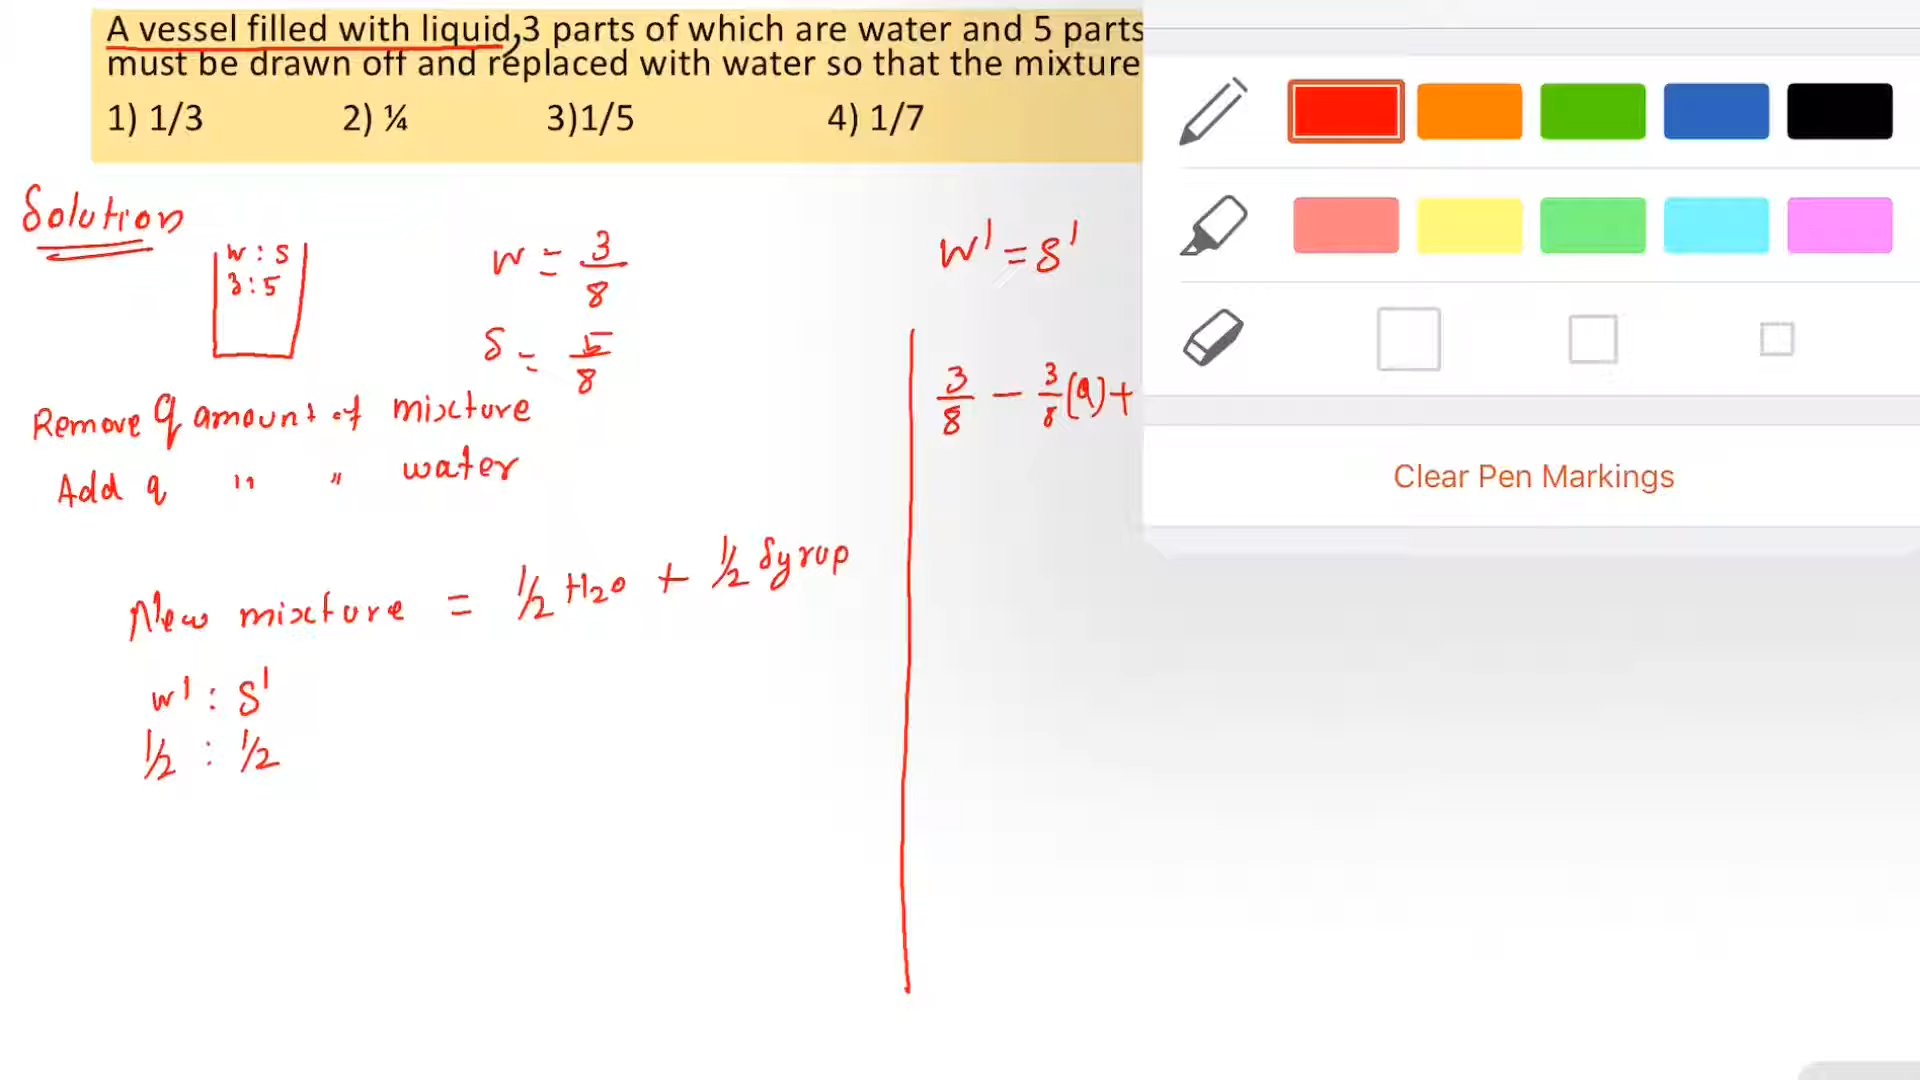 A vessel filled with liquid,3 parts of which are water and 5 parts
must be drawn off and replaced with water so that the mixture
1) 1/3 2) ¼ 3)1/5 4) 1/7
Solution
W : S
3 : 5
W = 3/8
S = 5/8
Remove q amount of mixture
Add q " " water
New mixture = 1/2 H2O + 1/2 Syrup
W' : S'
1/2 : 1/2
W' = S'
3/8 - 3/8 (q) +
Clear Pen Markings